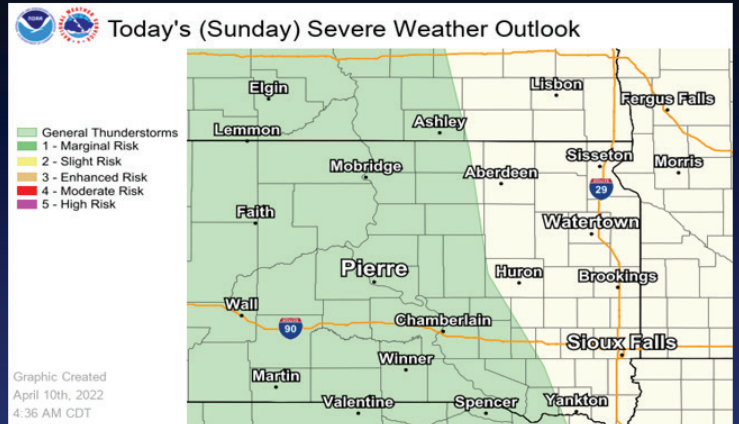 NOAA
Today's (Sunday) Severe Weather Outlook
General Thunderstorms
1 - Marginal Risk
2 - Slight Risk
3 - Enhanced Risk
4 - Moderate Risk
5 - High Risk
Elgin
Lisbon
Fergus Falls
Lemmon
Ashley
Mobridge
Aberdeen
Sisseton
Morris
29
Faith
Watertown
Pierre
Huron
Brookings
Wall
90
Chamberlain
Sioux Falls
Winner
Martin
Valentine
Spencer
Yankton
Graphic Created
April 10th, 2022
4:36 AM CDT